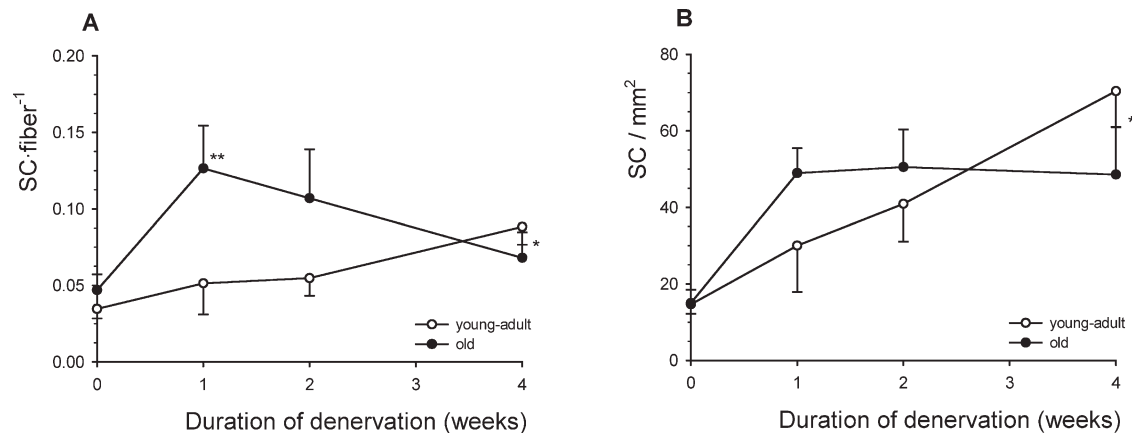 A
0.20
0.15
0.10
0.05
0.00
SC·fiber⁻¹
**
*
young-adult
old
0 1 2 3 4
Duration of denervation (weeks)
B
80
60
40
20
0
SC / mm²
*
young-adult
old
0 1 2 3 4
Duration of denervation (weeks)